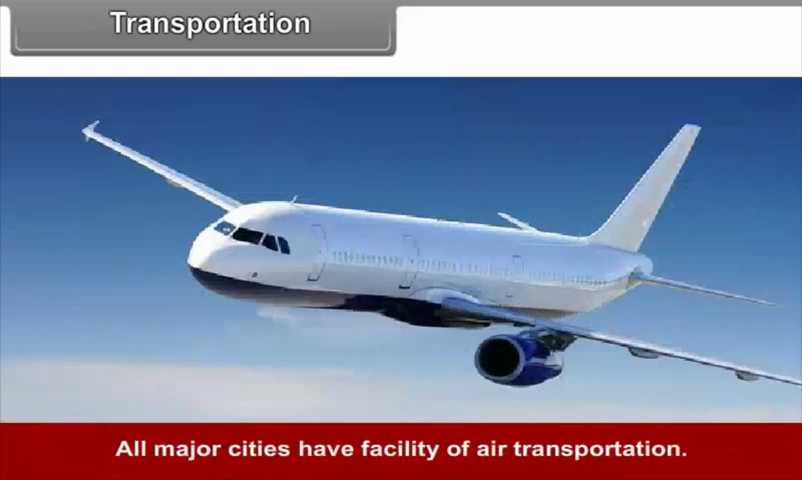 Transportation
All major cities have facility of air transportation.